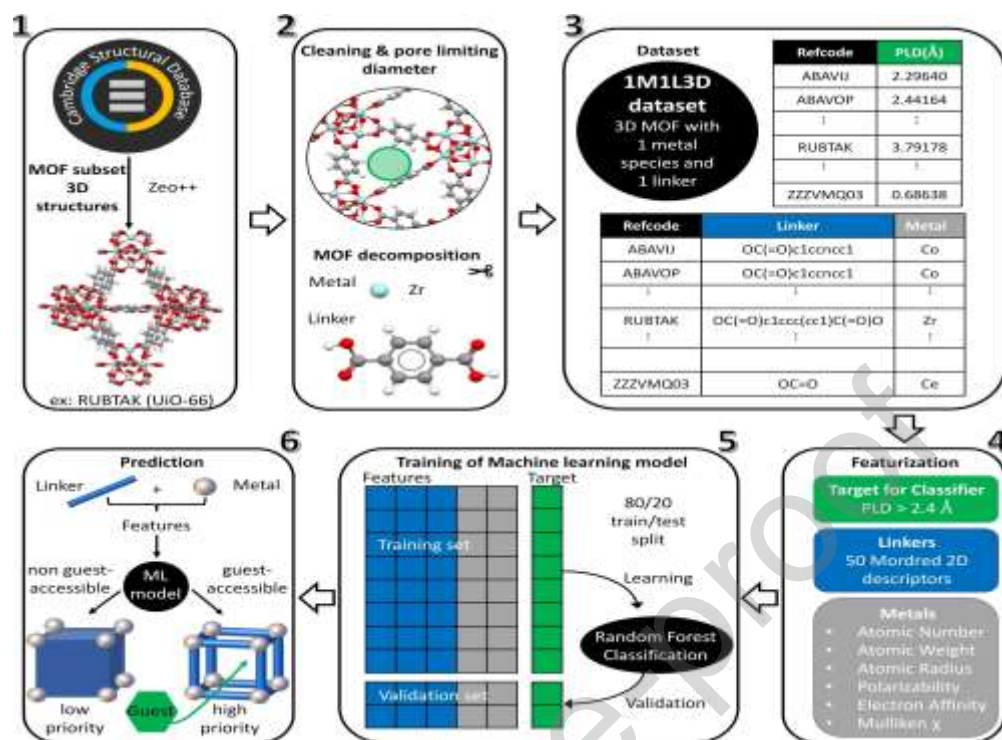 1
Cambridge Structural Database
MOF subset
3D
structures
Zeo++
ex: RUBTAK (UiO-66)
2
Cleaning & pore limiting
diameter
MOF decomposition
Metal
Zr
Linker
3
Dataset
1M1L3D
dataset
3D MOF with
1 metal
species and
1 linker
Refcode PLD(Å)
ABAVIJ 2.29640
ABAVOP 2.44164
RUBTAK 3.79178
ZZZVMQ03 0.68638
Refcode Linker Metal
ABAVIJ OC(=O)c1ccncc1 Co
ABAVOP OC(=O)c1ccncc1 Co
RUBTAK OC(=O)c1ccc(cc1)C(=O)O Zr
ZZZVMQ03 OC=O Ce
4
Featurization
Target for Classifier
PLD > 2.4 Å
Linkers
50 Mordred 2D
descriptors
Metals
• Atomic Number
• Atomic Weight
• Atomic Radius
• Polarizability
• Electron Affinity
• Mulliken χ
5
Training of Machine learning model
Features Target
80/20
train/test
split
Training set
Learning
Random Forest
Classification
Validation set
Validation
6
Prediction
Linker + Metal
Features
non guest-
accessible
ML
model
guest-
accessible
Guest
low
priority
high
priority
proof